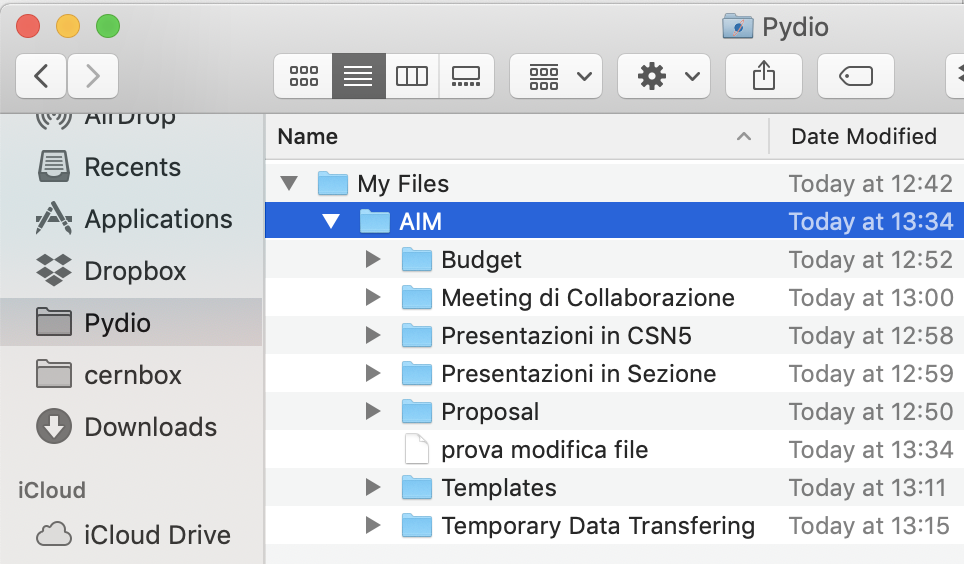 Pydio
AirDrop
Recents
Applications
Dropbox
Pydio
cernbox
Downloads
iCloud
iCloud Drive
Name Date Modified
My Files Today at 12:42
AIM Today at 13:34
Budget Today at 12:52
Meeting di Collaborazione Today at 13:00
Presentazioni in CSN5 Today at 12:58
Presentazioni in Sezione Today at 12:59
Proposal Today at 12:50
prova modifica file Today at 13:34
Templates Today at 13:11
Temporary Data Transfering Today at 13:15